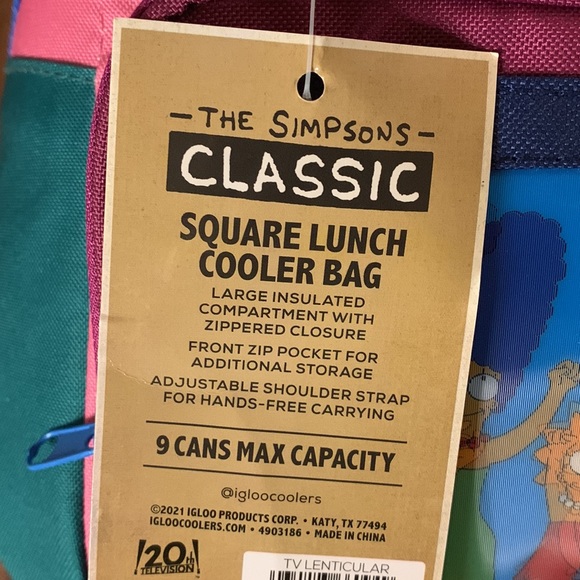 – THE SIMPSONS –
CLASSIC
SQUARE LUNCH
COOLER BAG
LARGE INSULATED
COMPARTMENT WITH
ZIPPERED CLOSURE
FRONT ZIP POCKET FOR
ADDITIONAL STORAGE
ADJUSTABLE SHOULDER STRAP
FOR HANDS-FREE CARRYING
9 CANS MAX CAPACITY
@igloocoolers
©2021 IGLOO PRODUCTS CORP. • KATY, TX 77494
IGLOOCOOLERS.COM • 4903186 • MADE IN CHINA
20th
TELEVISION
TV LENTICULAR